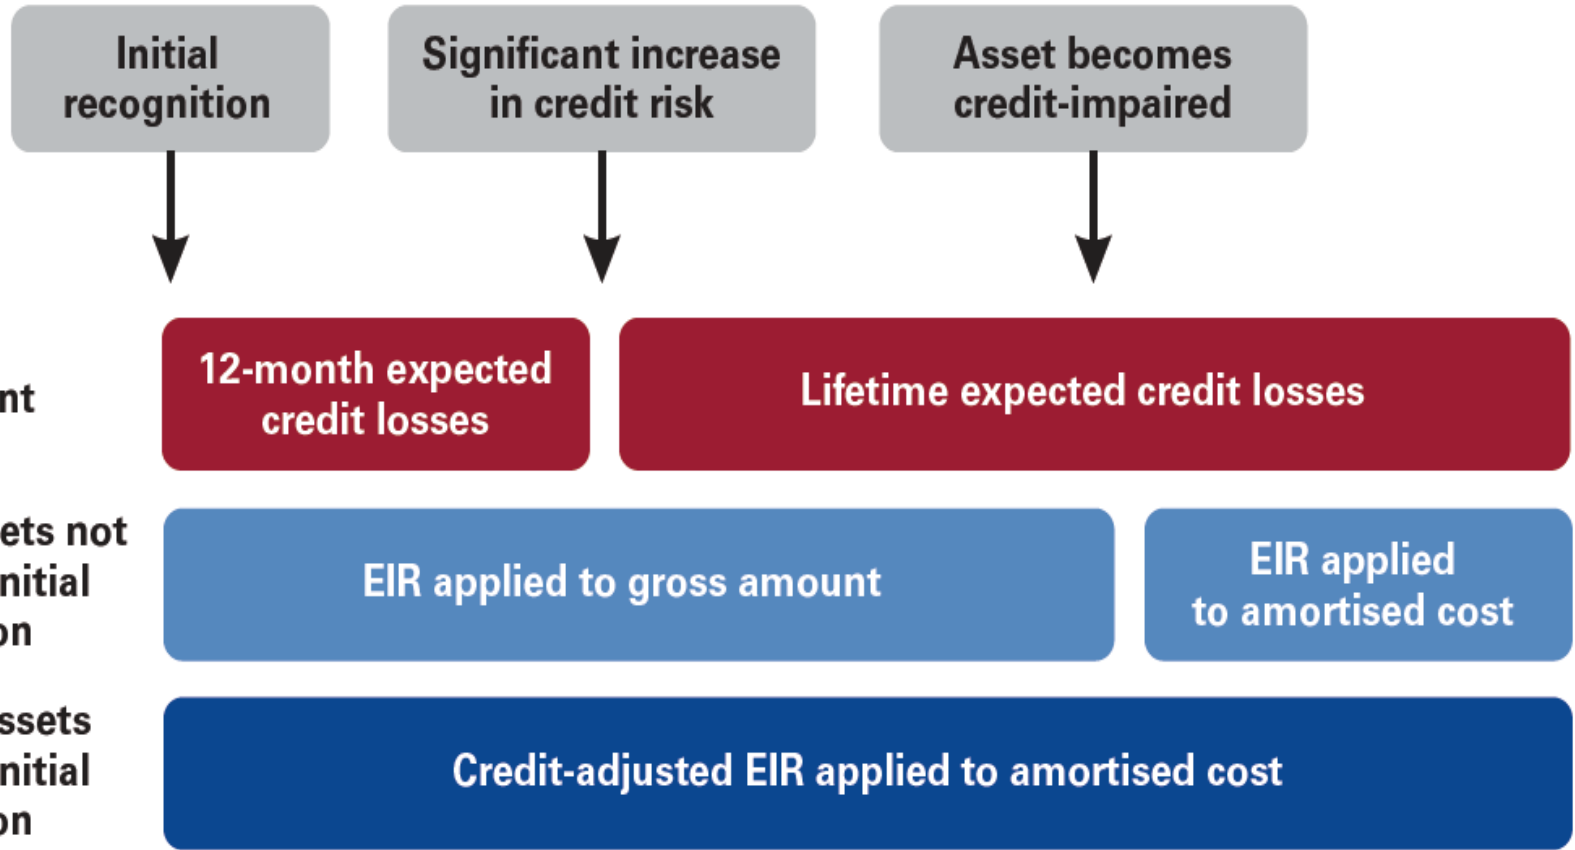 Initial
recognition
Significant increase
in credit risk
Asset becomes
credit-impaired
nt
12-month expected
credit losses
Lifetime expected credit losses
ets not
nitial
on
EIR applied to gross amount
EIR applied
to amortised cost
ssets
nitial
on
Credit-adjusted EIR applied to amortised cost